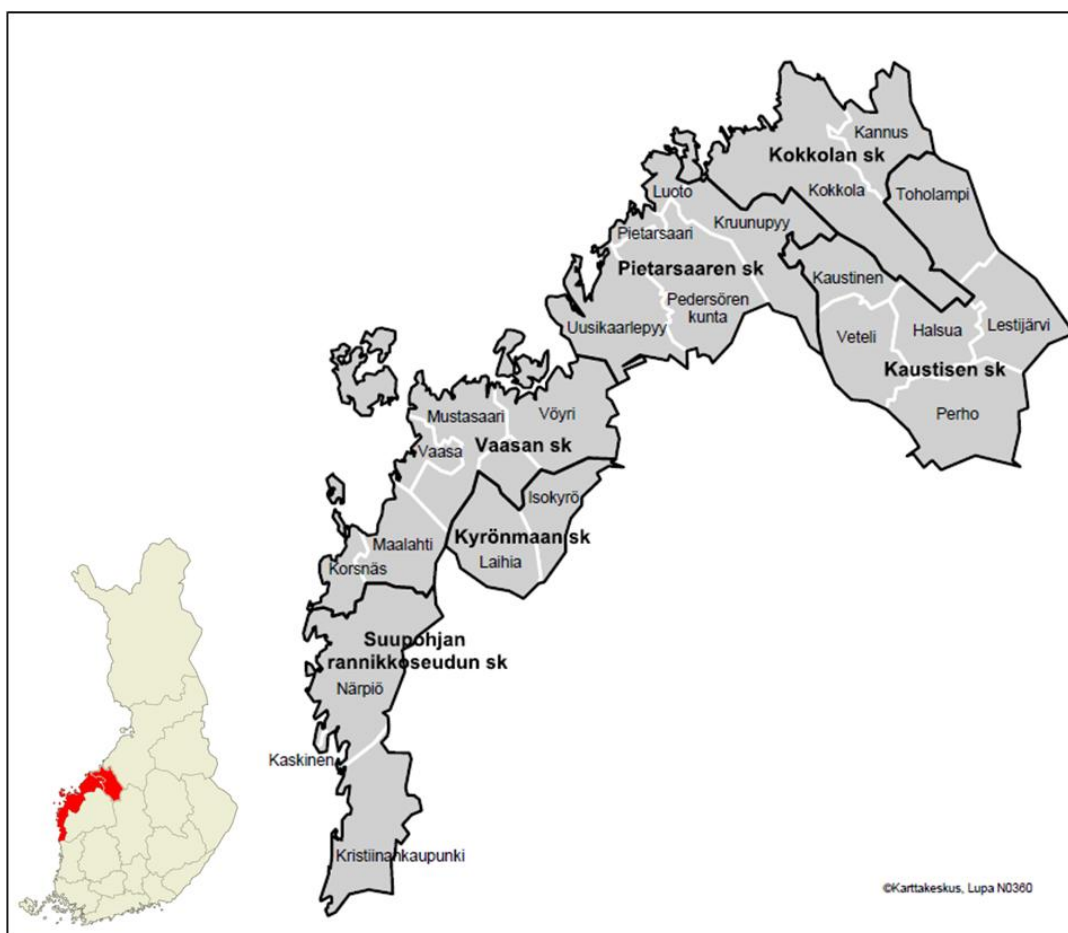 Kannus
Kokkolan sk
Kokkola
Toholampi
Luoto
Kruunupyy
Pietarsaari
Pietarsaaren sk
Kaustinen
Pedersören
kunta
Uusikaarlepyy
Veteli
Halsua
Lestijärvi
Kaustisen sk
Perho
Mustasaari
Vöyri
Vaasa
Vaasan sk
Isokyrö
Kyrönmaan sk
Laihia
Maalahti
Korsnäs
Suupohjan
rannikkoseudun sk
Närpiö
Kaskinen
Kristiinankaupunki
©Karttakeskus, Lupa N0360